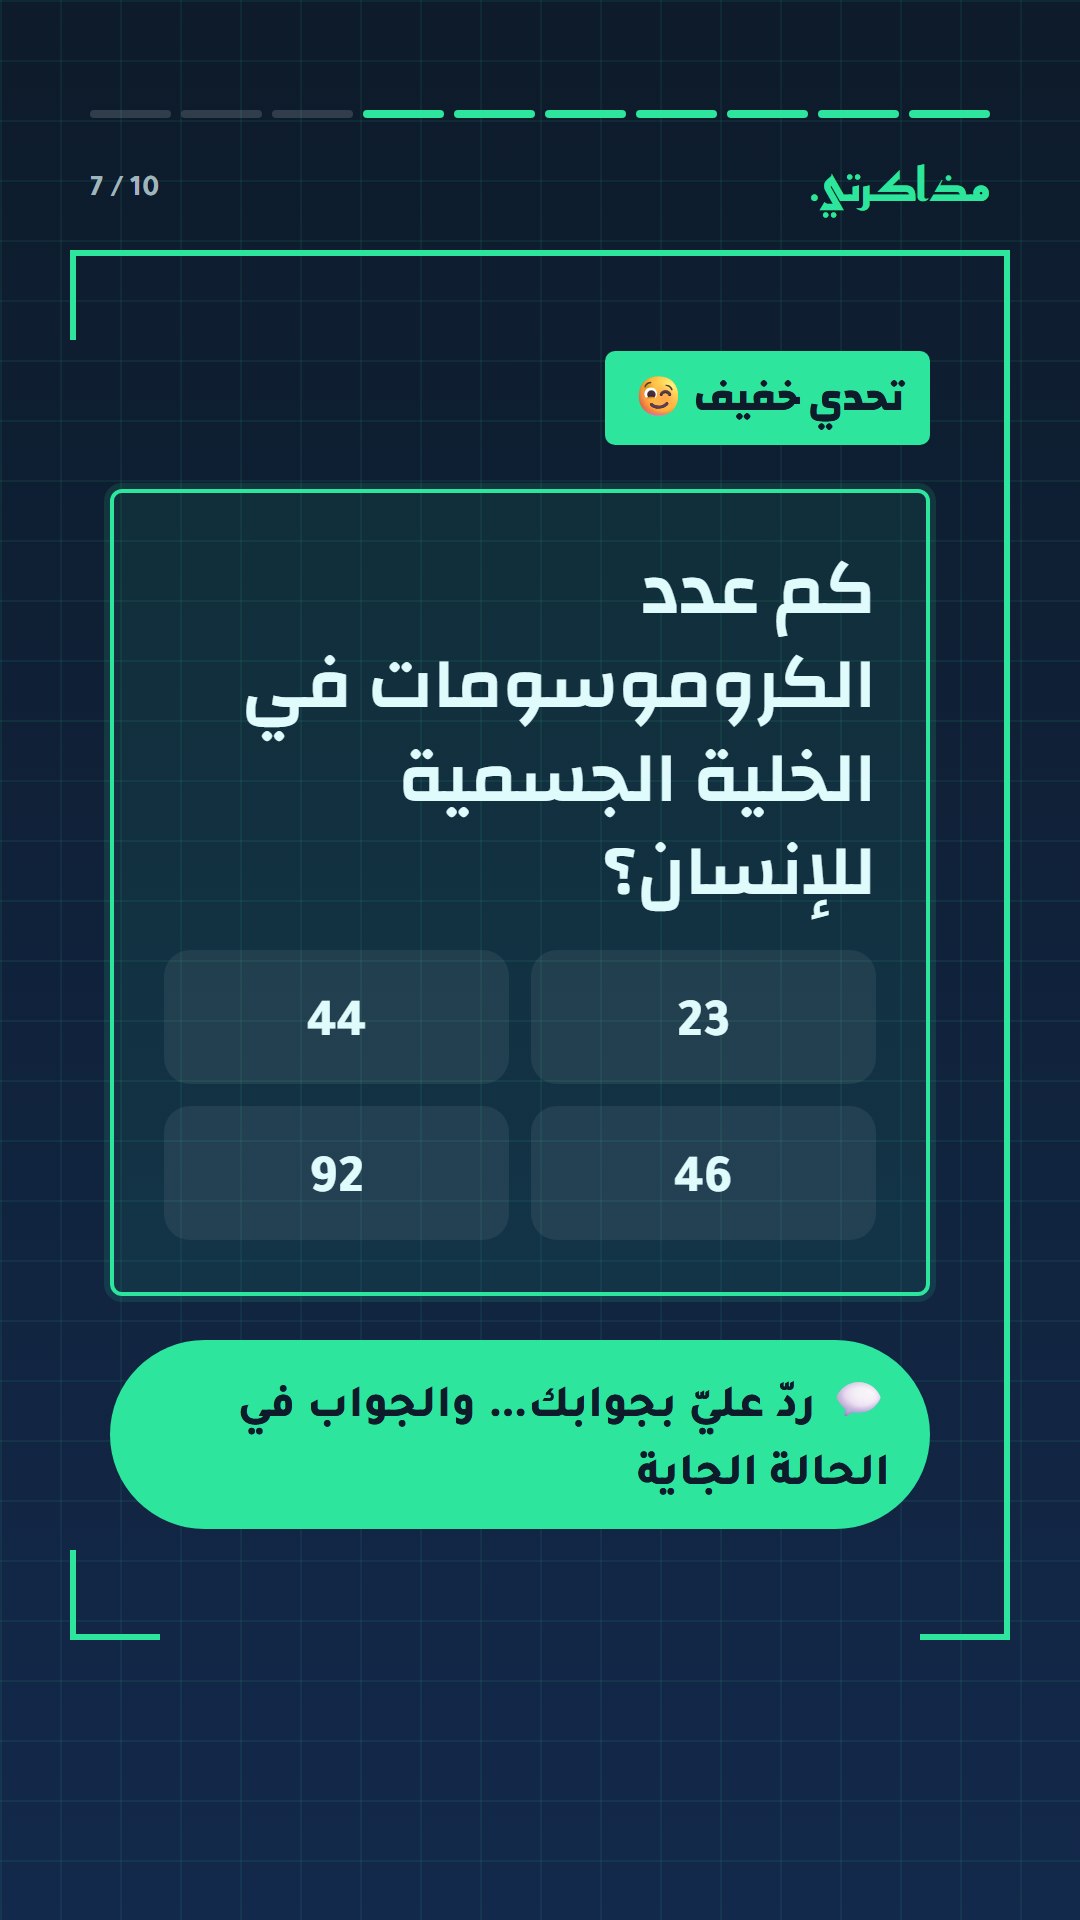 مذاكرتي.
7 / 10
تحدي خفيف 😉
كم عدد
الكروموسومات في
الخلية الجسمية
للإنسان؟
23
44
46
92
💬 ردّ عليّ بجوابك... والجواب في
الحالة الجاية